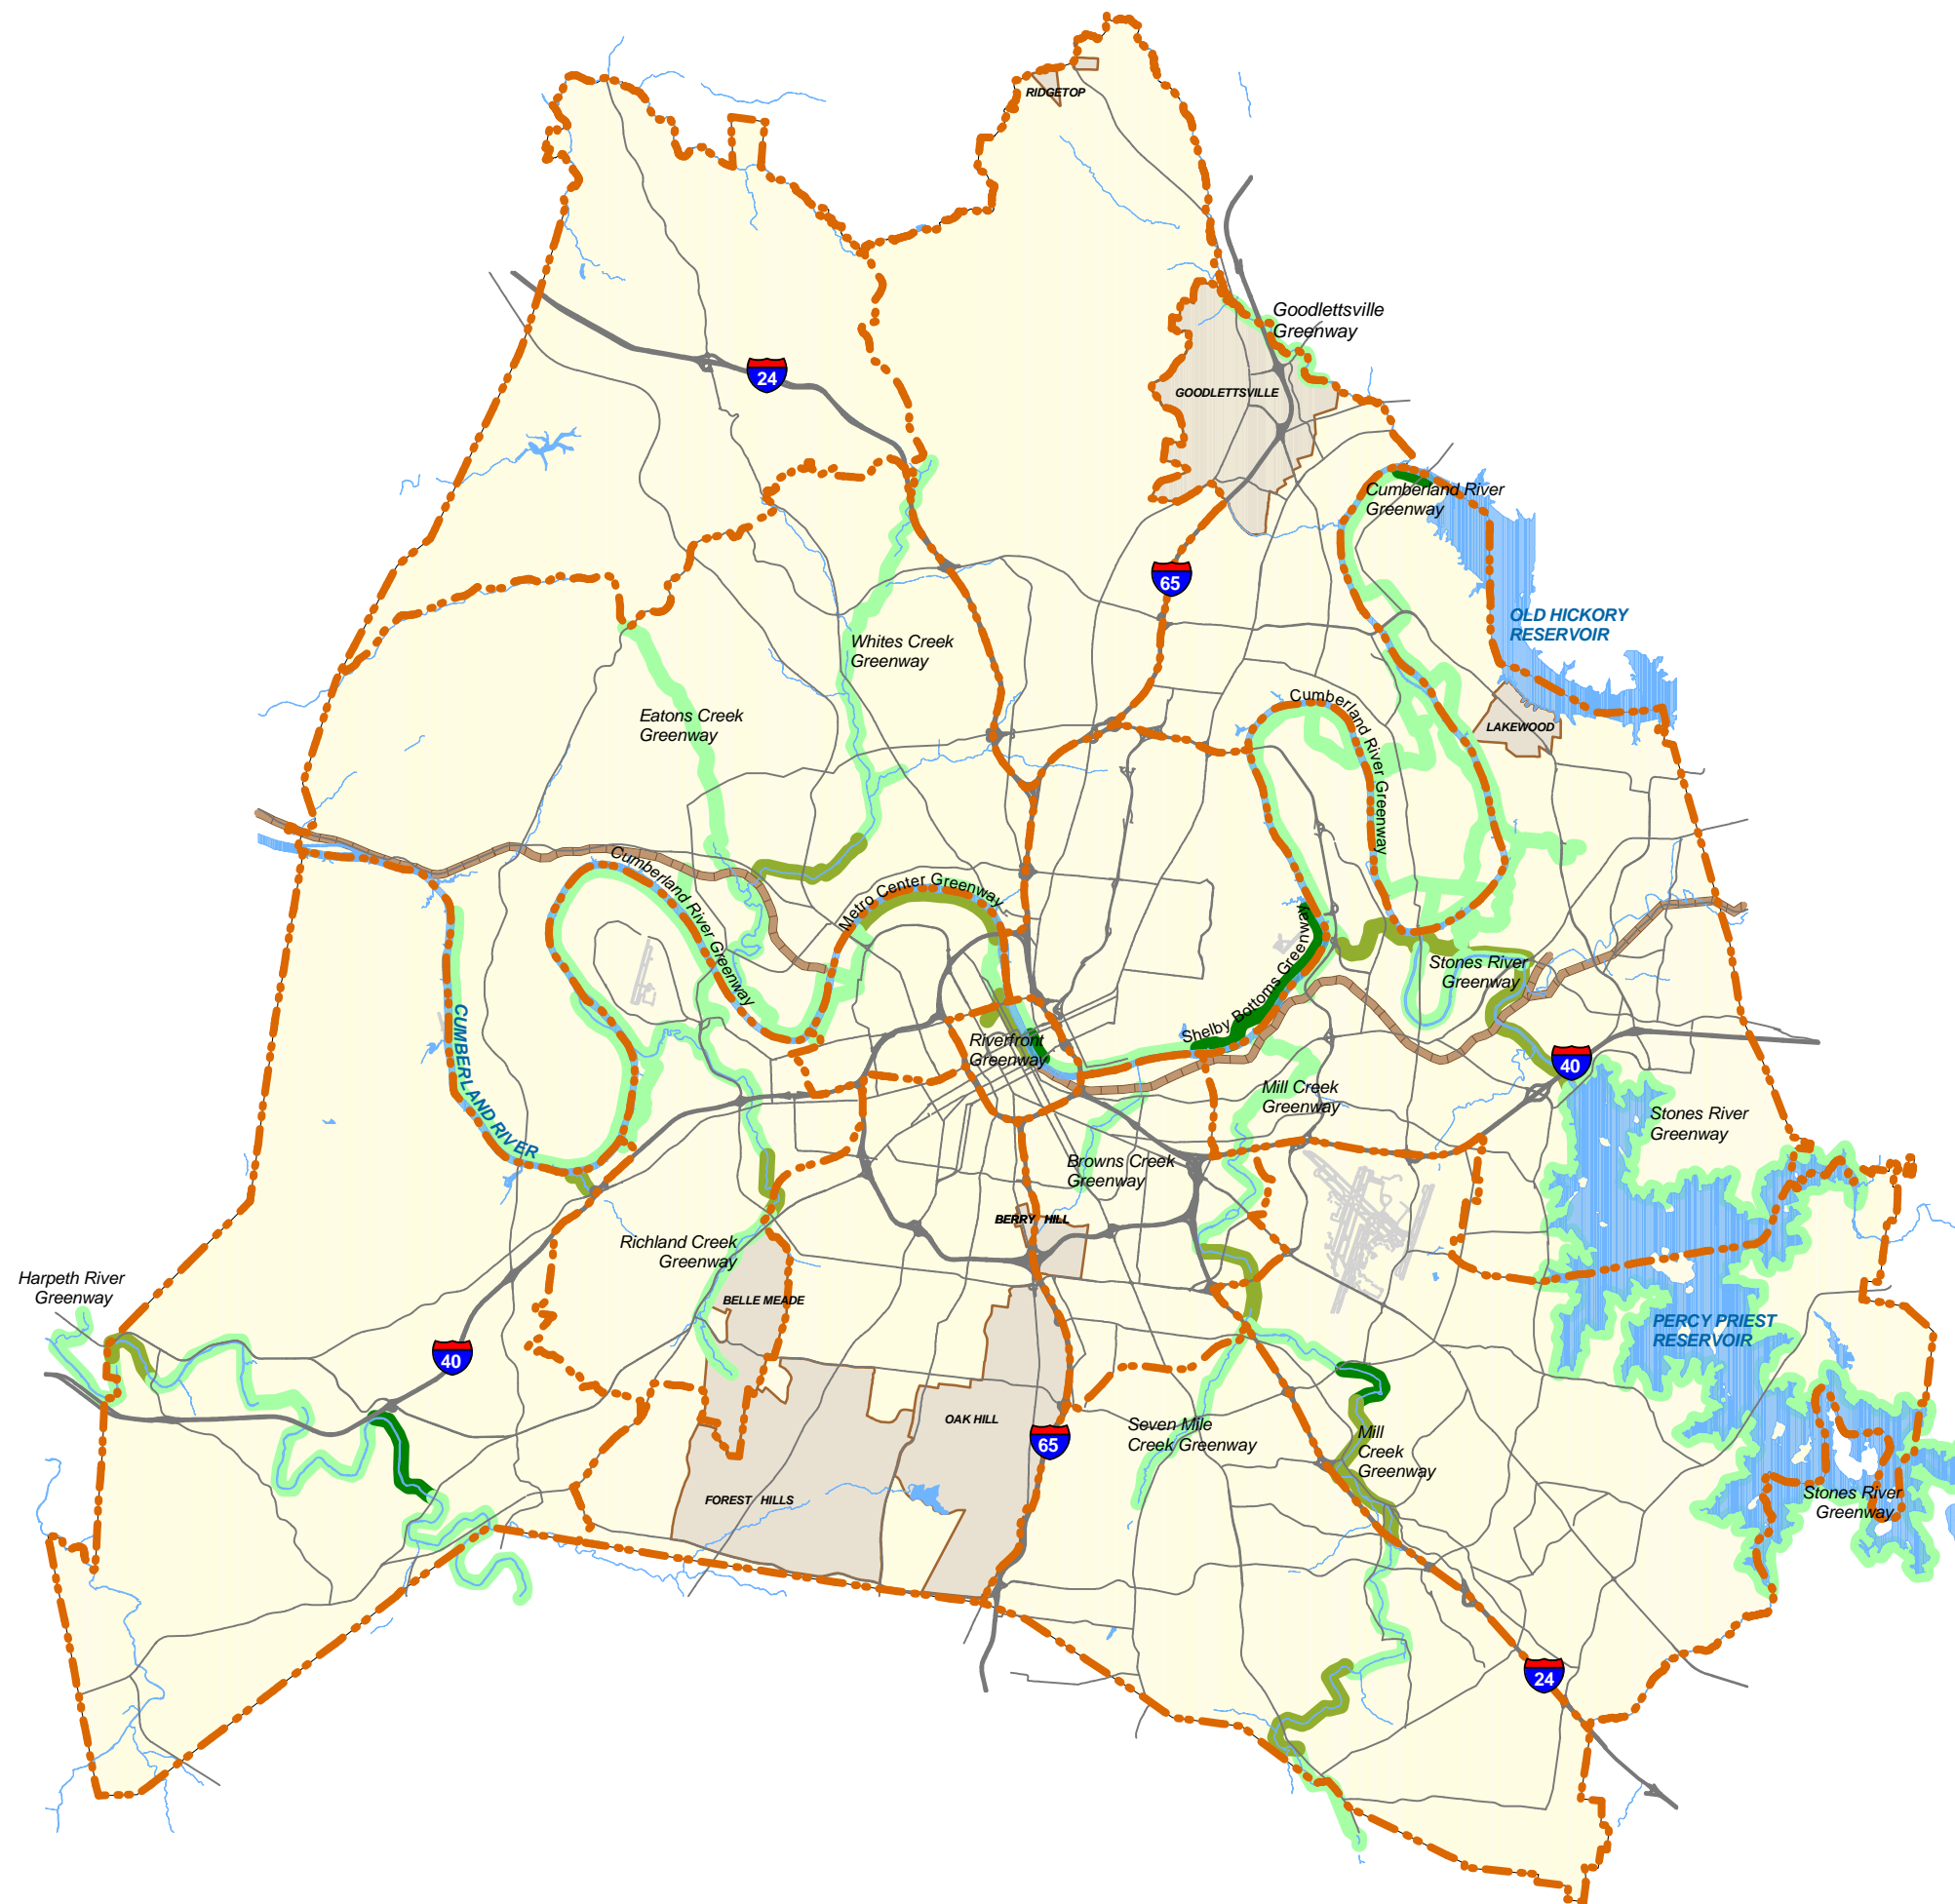 RIDGETOP
Goodlettsville
Greenway
24
GOODLETTSVILLE
Cumberland River
Greenway
65
OLD HICKORY
RESERVOIR
Whites Creek
Greenway
Eatons Creek
Greenway
Cumberland River Greenway
LAKEWOOD
Cumberland River Greenway
Metro Center Greenway
Shelby Bottoms Greenway
Stones River
Greenway
CUMBERLAND RIVER
Riverfront
Greenway
40
Mill Creek
Greenway
Stones River
Greenway
Browns Creek
Greenway
BERRY HILL
Richland Creek
Greenway
Harpeth River
Greenway
BELLE MEADE
PERCY PRIEST
RESERVOIR
40
OAK HILL
65
Seven Mile
Creek Greenway
Mill
Creek
Greenway
FOREST HILLS
Stones River
Greenway
24